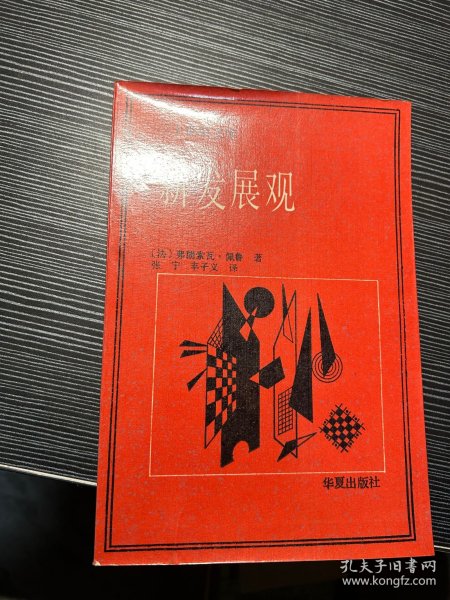 新发展观
〔法〕弗朗索瓦·佩鲁 著
张宁 丰子义 译
华夏出版社
孔夫子旧书网
www.kongfz.com